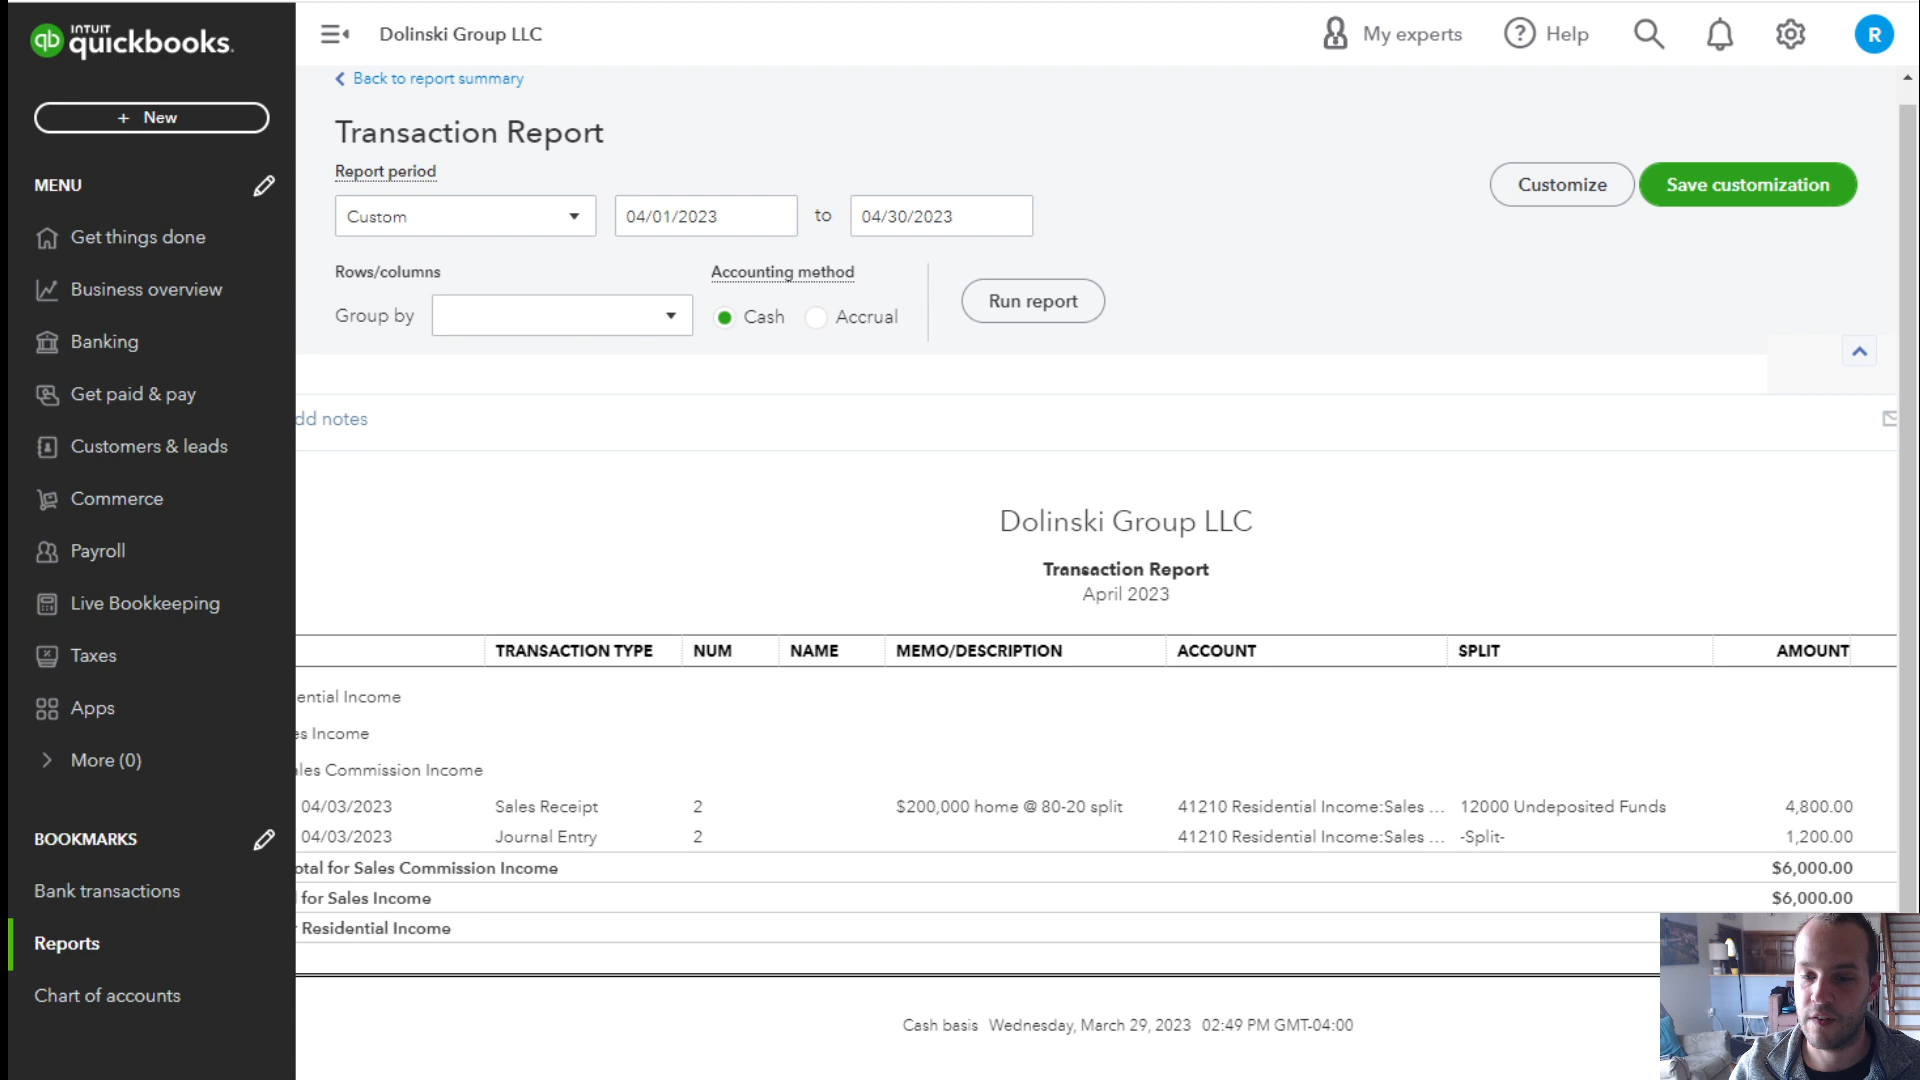 INTUIT
qb quickbooks.
Dolinski Group LLC
My experts
? Help
R
+ New
MENU
Get things done
Business overview
Banking
Get paid & pay
Customers & leads
Commerce
Payroll
Live Bookkeeping
Taxes
Apps
More (0)
BOOKMARKS
Bank transactions
Reports
Chart of accounts
Back to report summary
Transaction Report
Report period
Custom 04/01/2023 to 04/30/2023
Customize Save customization
Rows/columns Accounting method
Group by Cash Accrual Run report
dd notes
Dolinski Group LLC
Transaction Report
April 2023
TRANSACTION TYPE NUM NAME MEMO/DESCRIPTION ACCOUNT SPLIT AMOUNT
ential Income
es Income
ales Commission Income
04/03/2023 Sales Receipt 2 $200,000 home @ 80-20 split 41210 Residential Income:Sales ... 12000 Undeposited Funds 4,800.00
04/03/2023 Journal Entry 2 41210 Residential Income:Sales ... -Split- 1,200.00
otal for Sales Commission Income $6,000.00
l for Sales Income $6,000.00
r Residential Income
Cash basis Wednesday, March 29, 2023 02:49 PM GMT-04:00